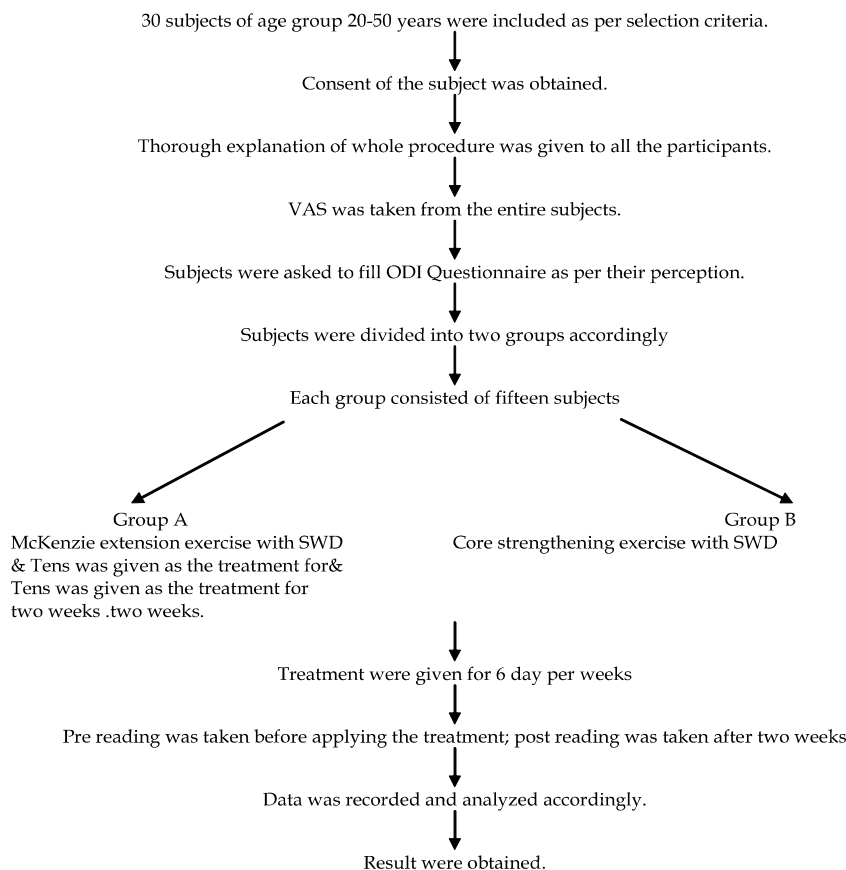 30 subjects of age group 20-50 years were included as per selection criteria.
Consent of the subject was obtained.
Thorough explanation of whole procedure was given to all the participants.
VAS was taken from the entire subjects.
Subjects were asked to fill ODI Questionnaire as per their perception.
Subjects were divided into two groups accordingly
Each group consisted of fifteen subjects
Group A
McKenzie extension exercise with SWD
& Tens was given as the treatment for&
Tens was given as the treatment for
two weeks .two weeks.
Group B
Core strengthening exercise with SWD
Treatment were given for 6 day per weeks
Pre reading was taken before applying the treatment; post reading was taken after two weeks
Data was recorded and analyzed accordingly.
Result were obtained.